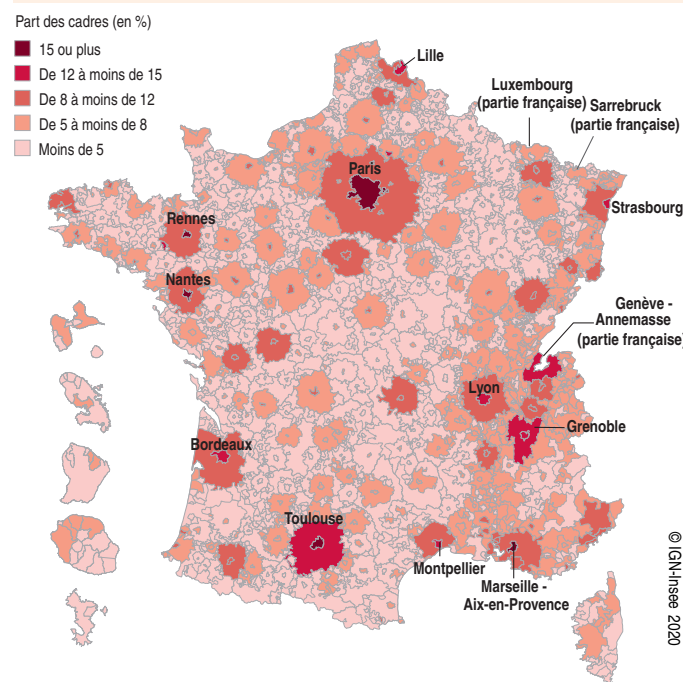 Part des cadres (en %)
15 ou plus
De 12 à moins de 15
De 8 à moins de 12
De 5 à moins de 8
Moins de 5
Lille
Luxembourg
(partie française)
Sarrebruck
(partie française)
Paris
Strasbourg
Rennes
Nantes
Genève -
Annemasse
(partie française)
Lyon
Grenoble
Bordeaux
Toulouse
Montpellier
Marseille -
Aix-en-Provence
© IGN-Insee 2020